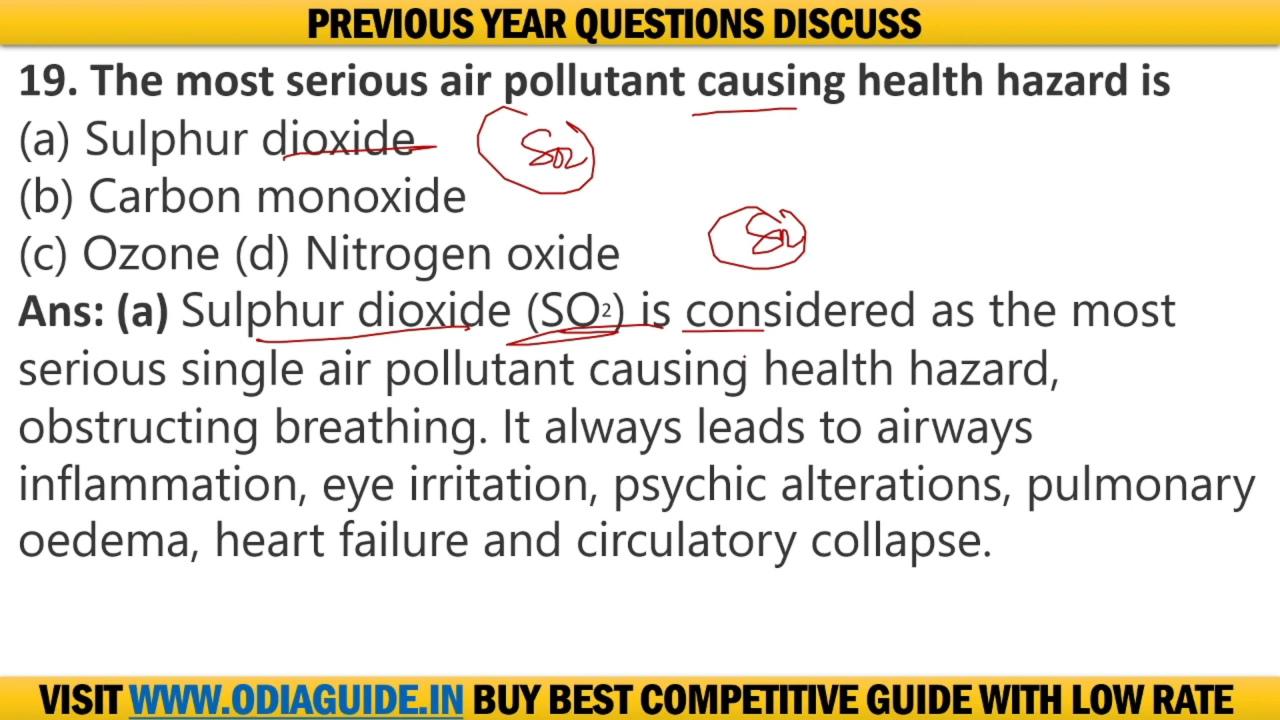 PREVIOUS YEAR QUESTIONS DISCUSS
19. The most serious air pollutant causing health hazard is
(a) Sulphur dioxide
SO2
(b) Carbon monoxide
SO2
(c) Ozone (d) Nitrogen oxide
Ans: (a) Sulphur dioxide (SO2) is considered as the most
serious single air pollutant causing health hazard,
obstructing breathing. It always leads to airways
inflammation, eye irritation, psychic alterations, pulmonary
oedema, heart failure and circulatory collapse.
VISIT WWW.ODIAGUIDE.IN BUY BEST COMPETITIVE GUIDE WITH LOW RATE